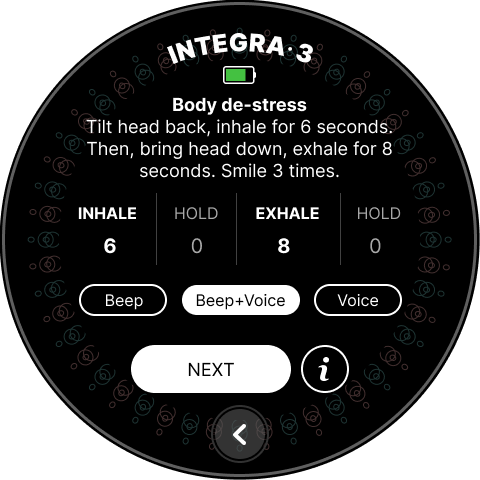 INTEGRA·3
Body de-stress
Tilt head back, inhale for 6 seconds.
Then, bring head down, exhale for 8
seconds. Smile 3 times.
INHALE HOLD EXHALE HOLD
6 0 8 0
Beep Beep+Voice Voice
NEXT i